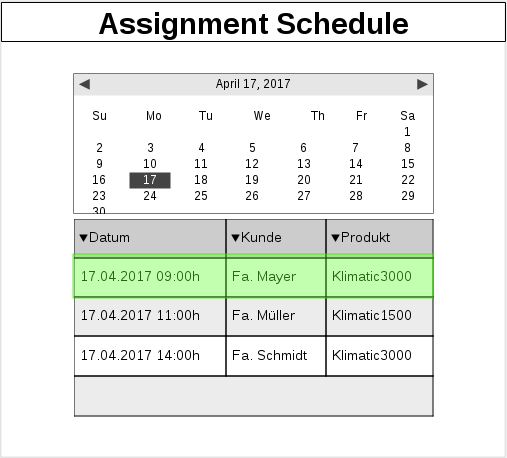 Assignment Schedule
◀ April 17, 2017 ▶
Su Mo Tu We Th Fr Sa
1
2 3 4 5 6 7 8
9 10 11 12 13 14 15
16 17 18 19 20 21 22
23 24 25 26 27 28 29
30
▼Datum ▼Kunde ▼Produkt
17.04.2017 09:00h Fa. Mayer Klimatic3000
17.04.2017 11:00h Fa. Müller Klimatic1500
17.04.2017 14:00h Fa. Schmidt Klimatic3000